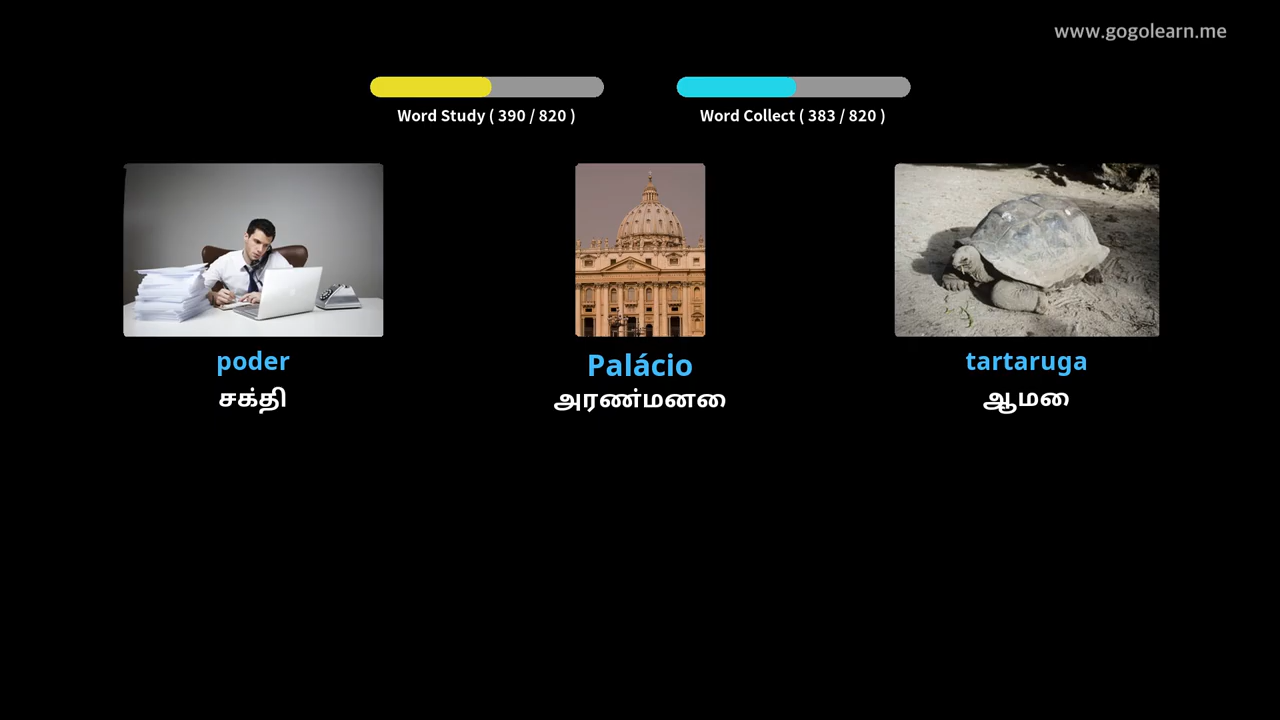 www.gogolearn.me
Word Study ( 390 / 820 )
Word Collect ( 383 / 820 )
poder
Palácio
tartaruga
சக்தி
அரண்மனை
ஆமை